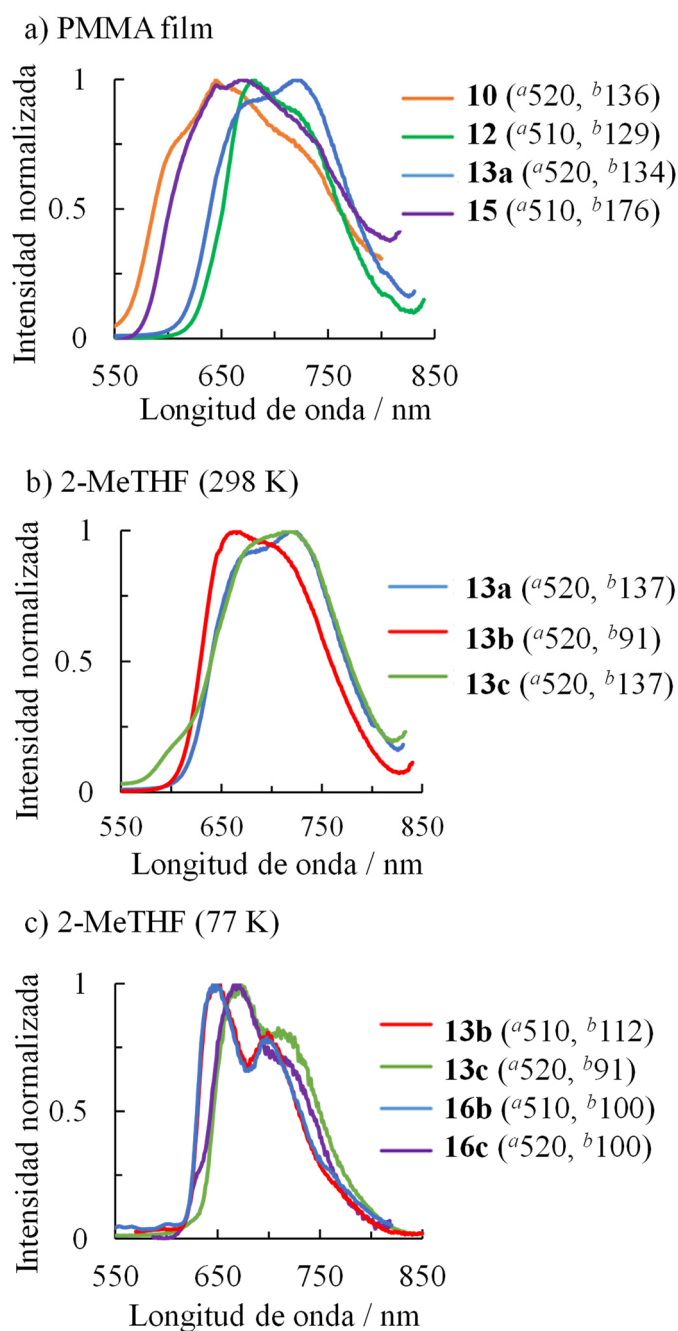 a) PMMA film
Intensidad normalizada
1
0.5
0
550
650
750
850
Longitud de onda / nm
10 (ᵃ520, ᵇ136)
12 (ᵃ510, ᵇ129)
13a (ᵃ520, ᵇ134)
15 (ᵃ510, ᵇ176)
b) 2-MeTHF (298 K)
Intensidad normalizada
1
0.5
0
550
650
750
850
Longitud de onda / nm
13a (ᵃ520, ᵇ137)
13b (ᵃ520, ᵇ91)
13c (ᵃ520, ᵇ137)
c) 2-MeTHF (77 K)
Intensidad normalizada
1
0.5
0
550
650
750
850
Longitud de onda / nm
13b (ᵃ510, ᵇ112)
13c (ᵃ520, ᵇ91)
16b (ᵃ510, ᵇ100)
16c (ᵃ520, ᵇ100)